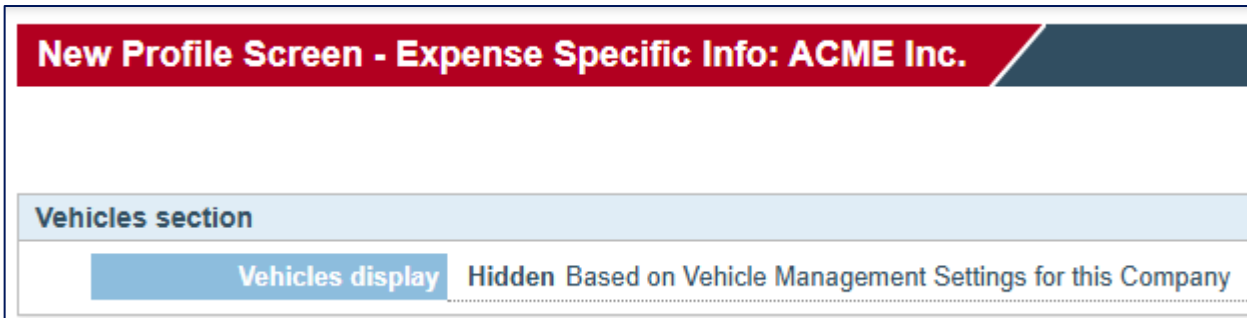 New Profile Screen - Expense Specific Info: ACME Inc.
Vehicles section
Vehicles display Hidden Based on Vehicle Management Settings for this Company